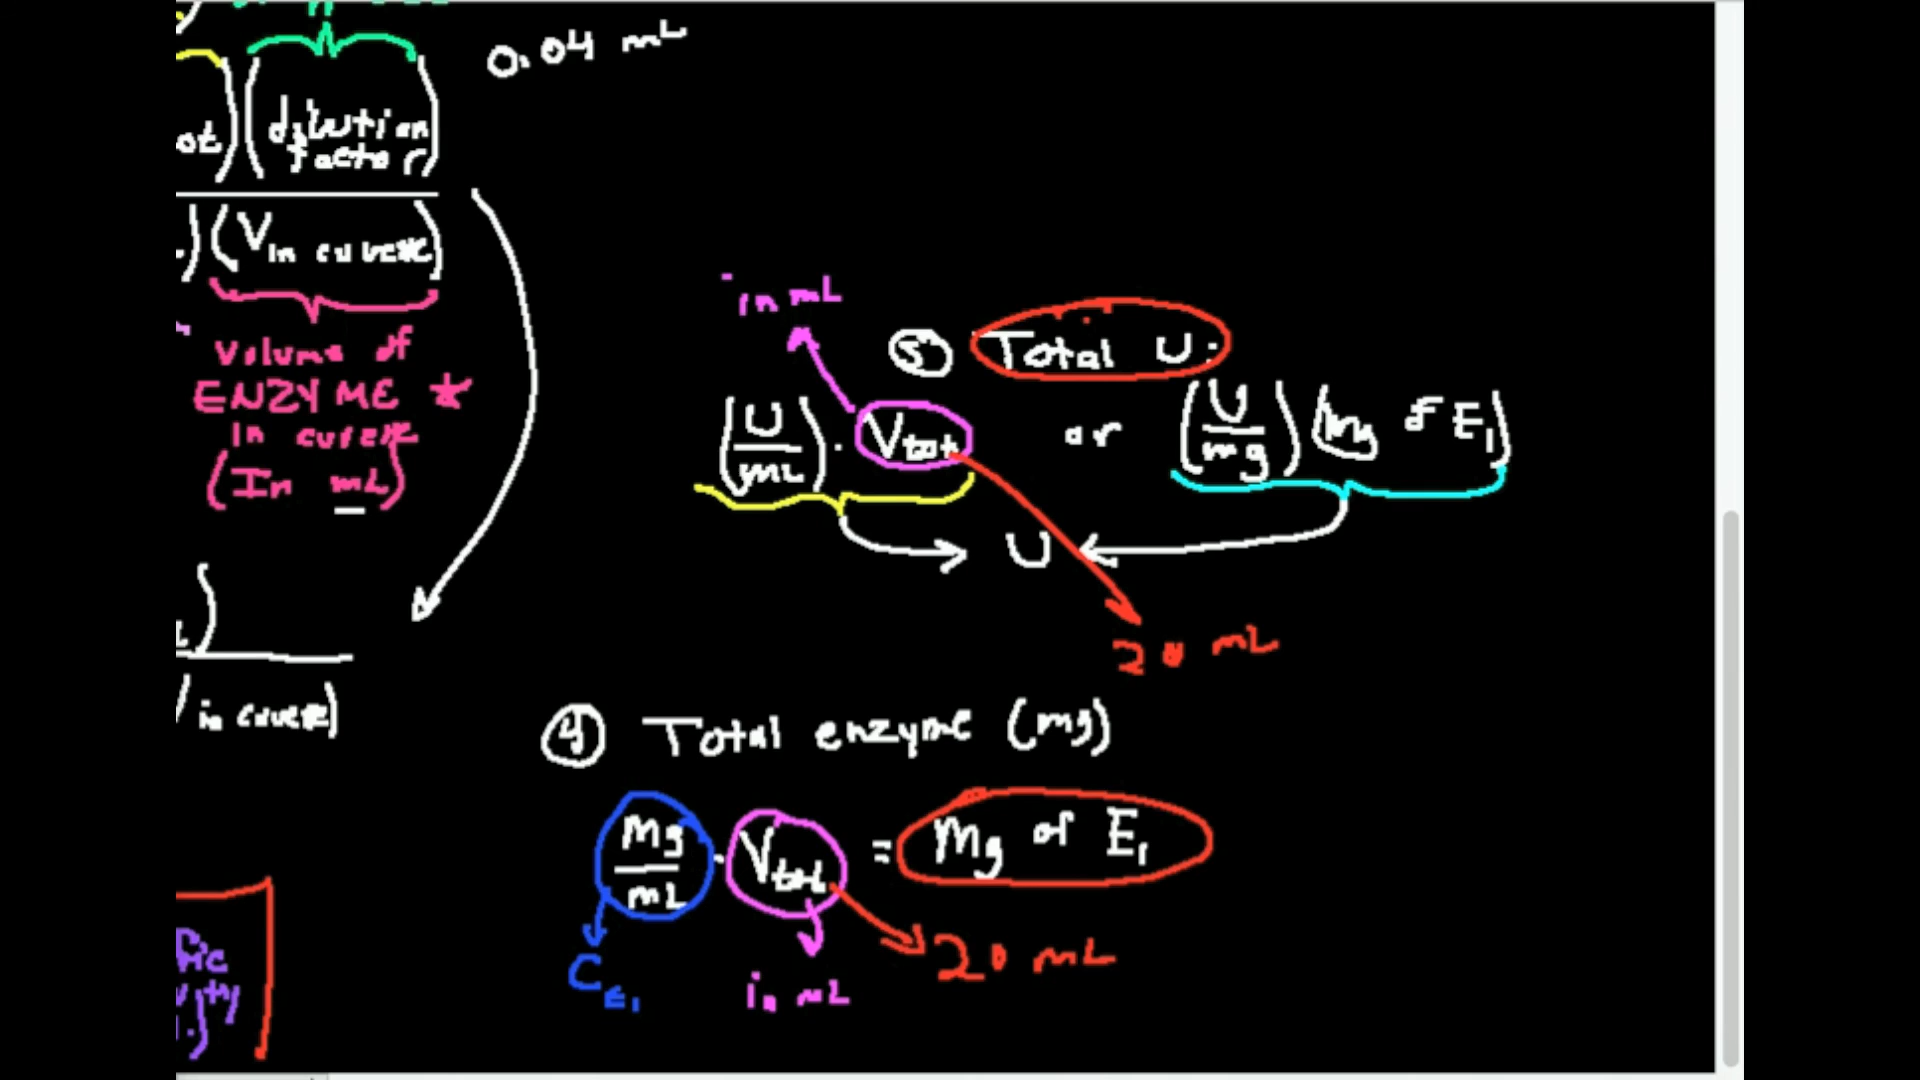 0.04 mL
ot) (dilution factor)
(V in cuvette)
volume of
ENZYME *
in cuvette
(In mL)
in cuvette)
in mL
⑤ Total U:
(U/mL) · Vtot or (U/mg) (mg of E1)
U
20 mL
④ Total enzyme (mg)
mg/mL · Vtot = Mg of E1
CE1
in mL
20 mL